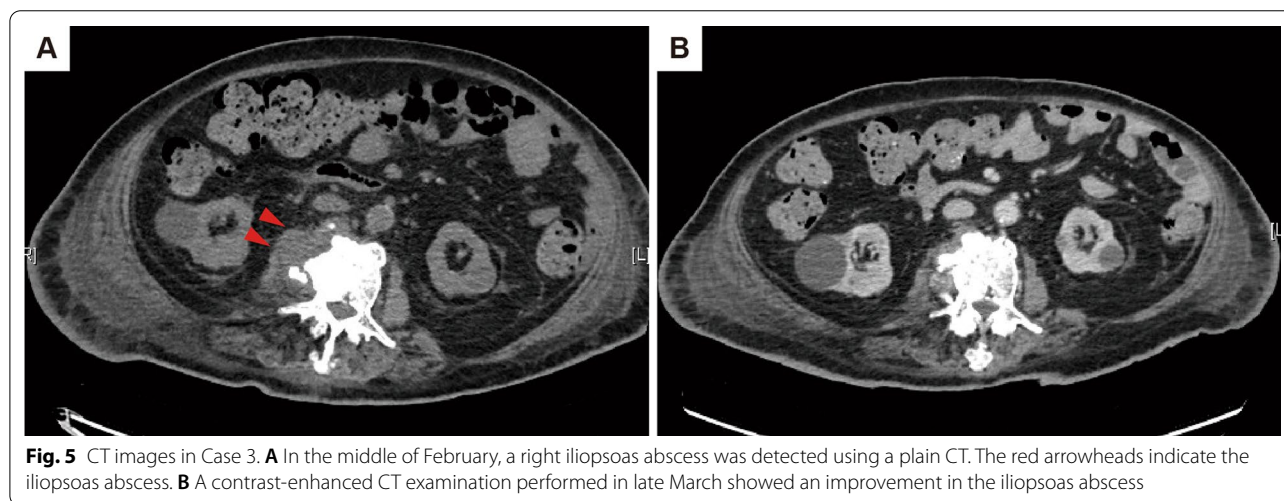 A
B
R]
[L]
[L]
Fig. 5 CT images in Case 3. A In the middle of February, a right iliopsoas abscess was detected using a plain CT. The red arrowheads indicate the
iliopsoas abscess. B A contrast-enhanced CT examination performed in late March showed an improvement in the iliopsoas abscess